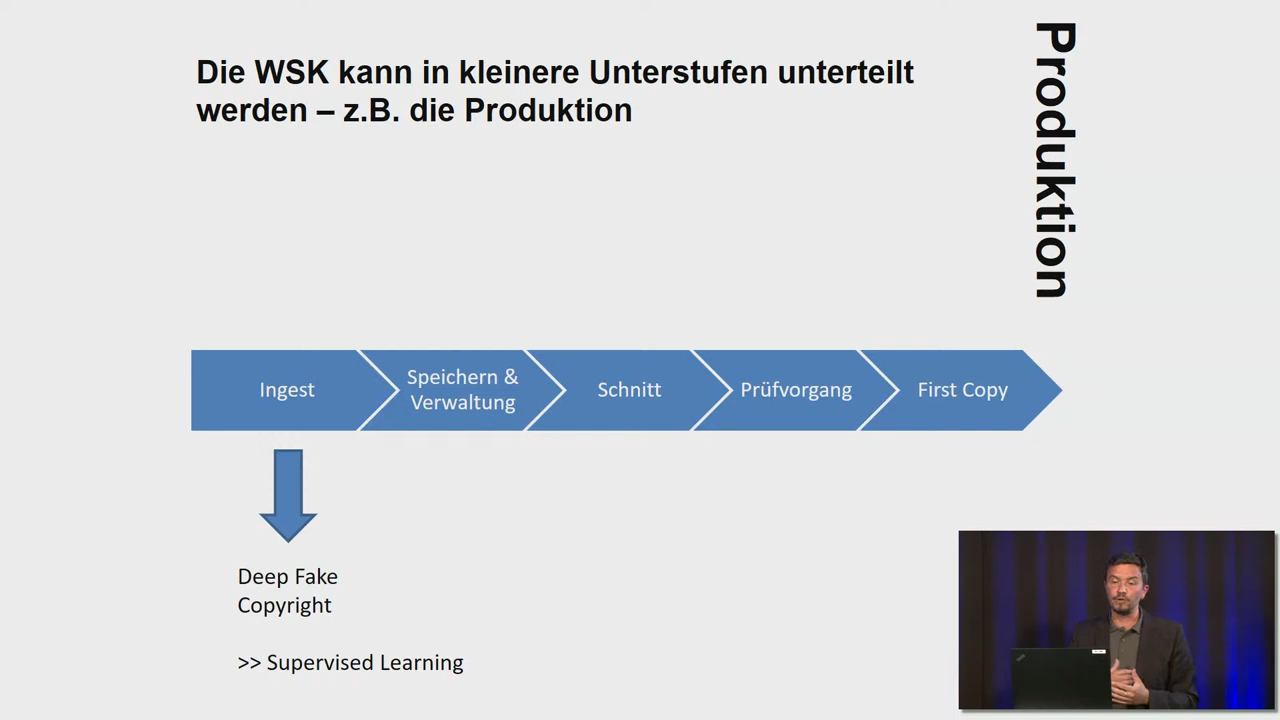 Die WSK kann in kleinere Unterstufen unterteilt
werden – z.B. die Produktion
Produktion
Ingest
Speichern &
Verwaltung
Schnitt
Prüfvorgang
First Copy
Deep Fake
Copyright
>> Supervised Learning